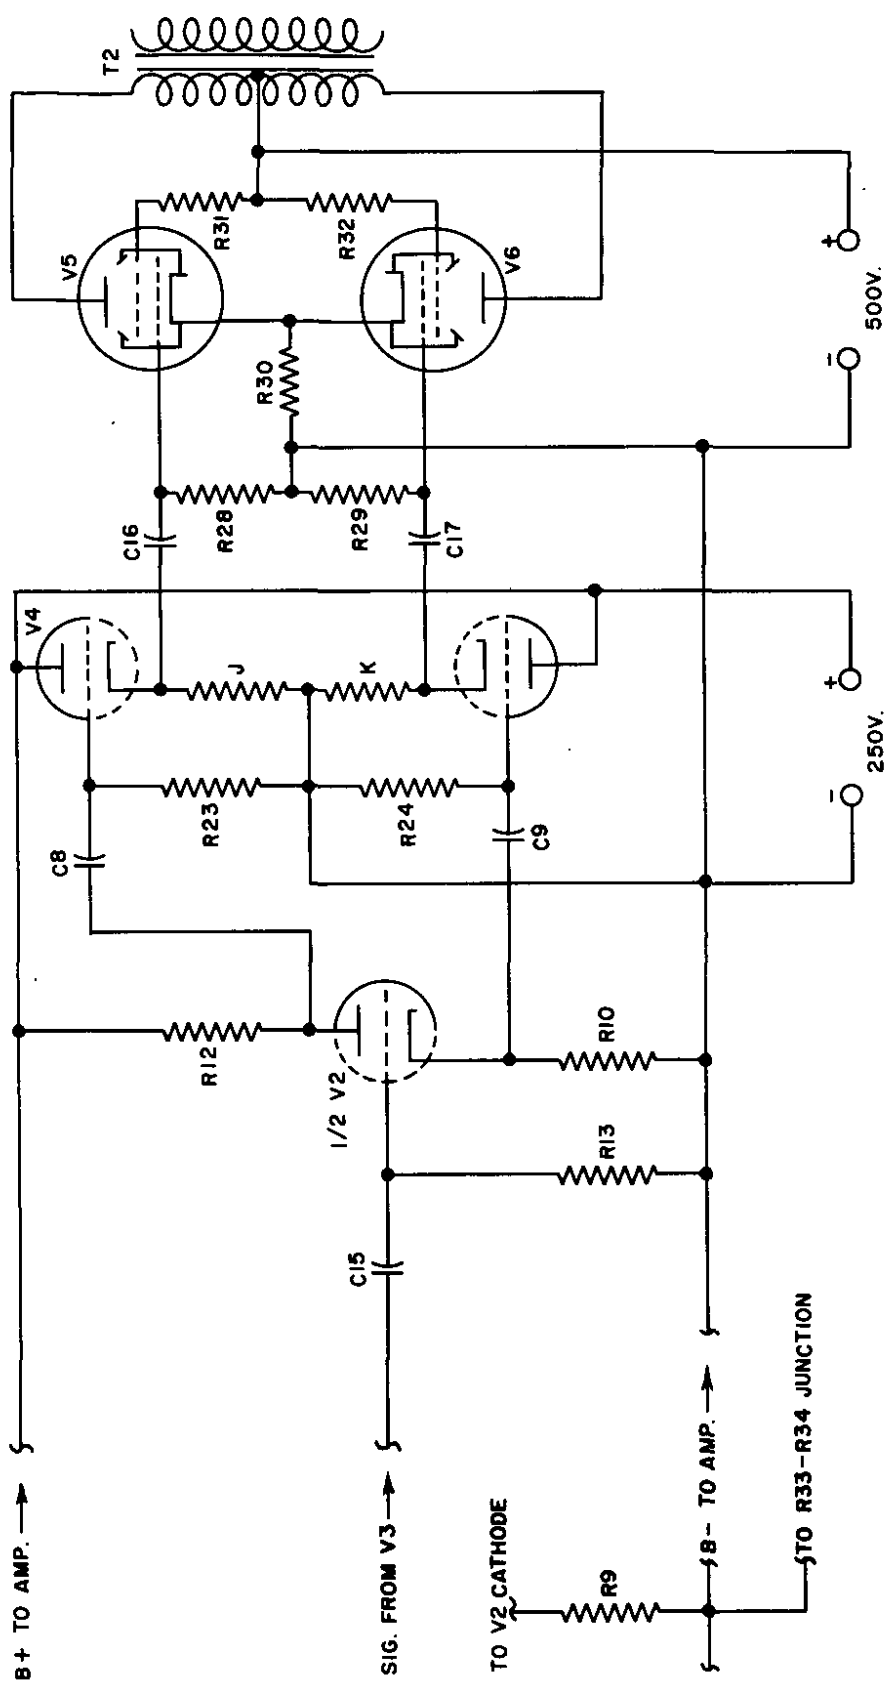 B+ TO AMP. →
SIG. FROM V3 →
TO V2 CATHODE
R9
B- TO AMP. →
TO R33-R34 JUNCTION
C15
R13
1/2 V2
R12
R10
C8
C9
R23
R24
V4
J
K
- +
250V.
C16
C17
R28
R29
R30
V5
V6
R31
R32
T2
- +
500V.